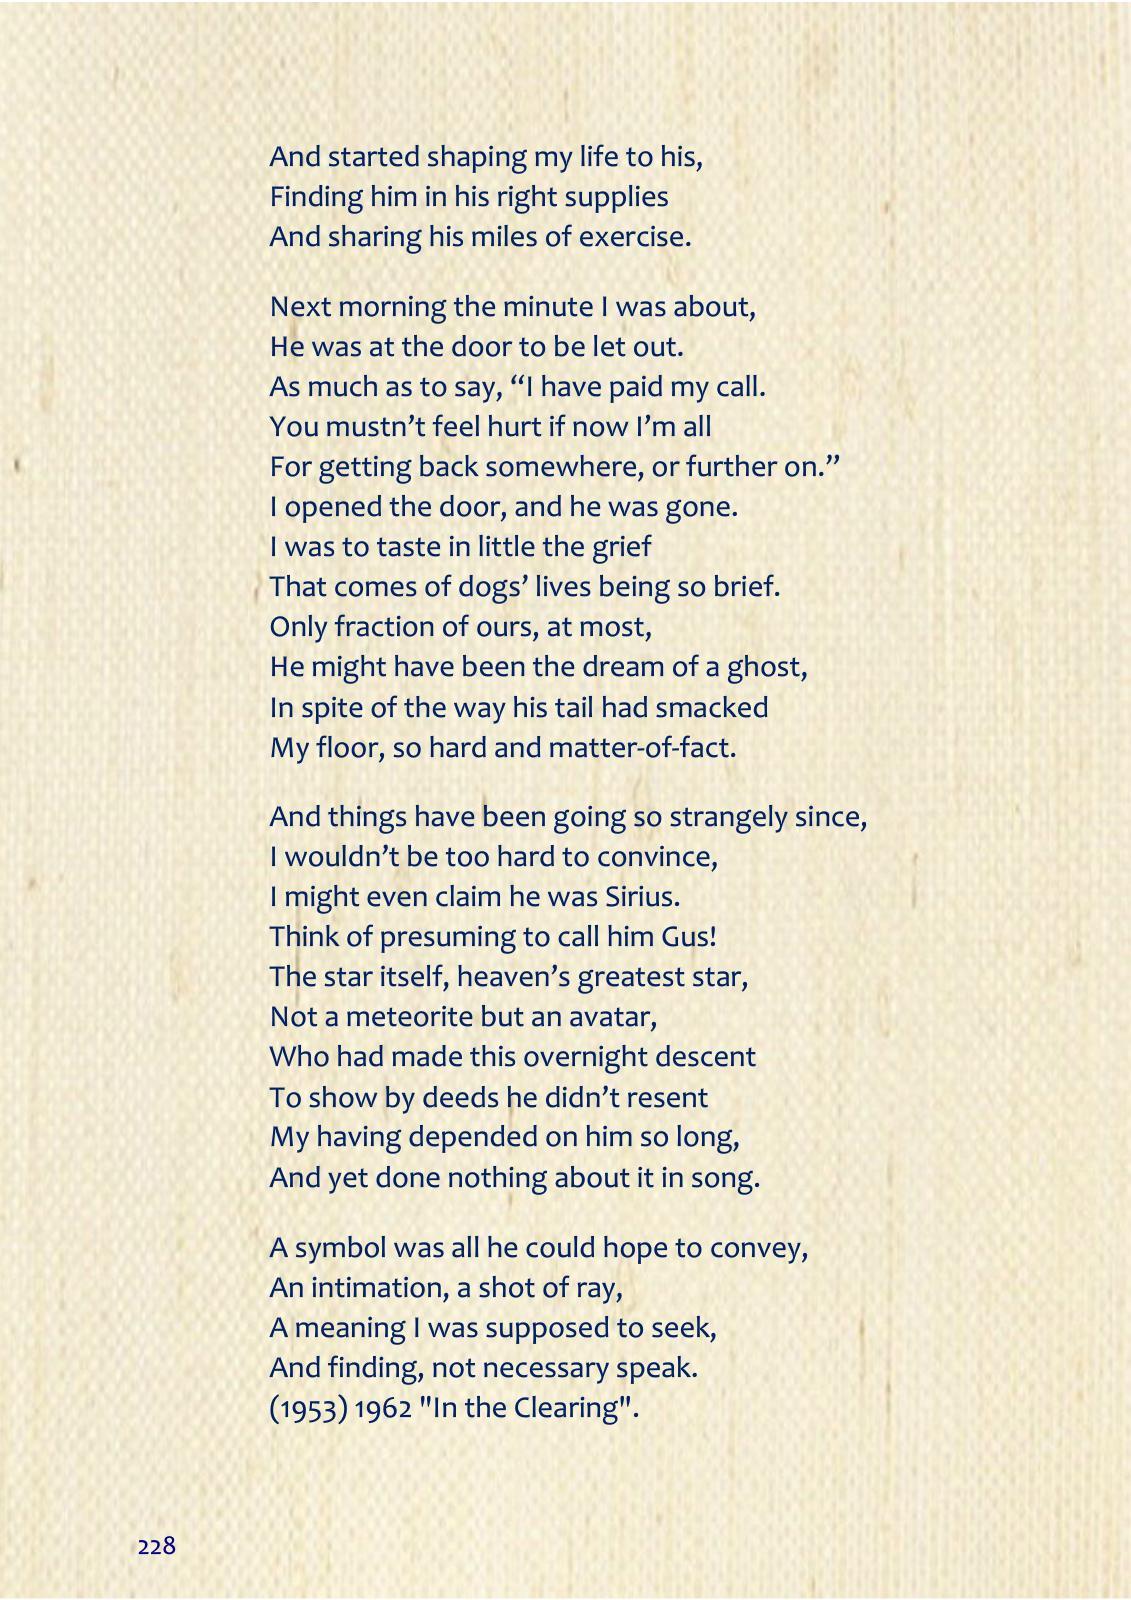 And started shaping my life to his,
Finding him in his right supplies
And sharing his miles of exercise.
Next morning the minute I was about,
He was at the door to be let out.
As much as to say, “I have paid my call.
You mustn’t feel hurt if now I’m all
For getting back somewhere, or further on.”
I opened the door, and he was gone.
I was to taste in little the grief
That comes of dogs’ lives being so brief.
Only fraction of ours, at most,
He might have been the dream of a ghost,
In spite of the way his tail had smacked
My floor, so hard and matter-of-fact.
And things have been going so strangely since,
I wouldn’t be too hard to convince,
I might even claim he was Sirius.
Think of presuming to call him Gus!
The star itself, heaven’s greatest star,
Not a meteorite but an avatar,
Who had made this overnight descent
To show by deeds he didn’t resent
My having depended on him so long,
And yet done nothing about it in song.
A symbol was all he could hope to convey,
An intimation, a shot of ray,
A meaning I was supposed to seek,
And finding, not necessary speak.
(1953) 1962 "In the Clearing".
228